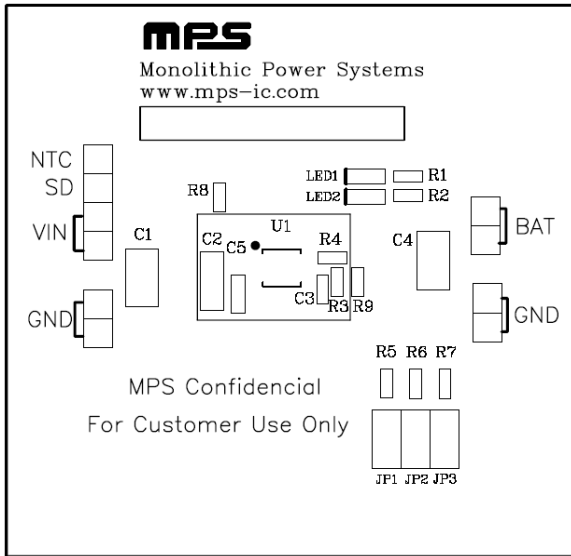 MPS
Monolithic Power Systems
www.mps-ic.com
NTC
SD
VIN
GND
C1
R8
LED1
R1
LED2
R2
U1
C2
C5
R4
C4
C3
R3
R9
BAT
GND
R5 R6 R7
MPS Confidencial
For Customer Use Only
JP1 JP2 JP3